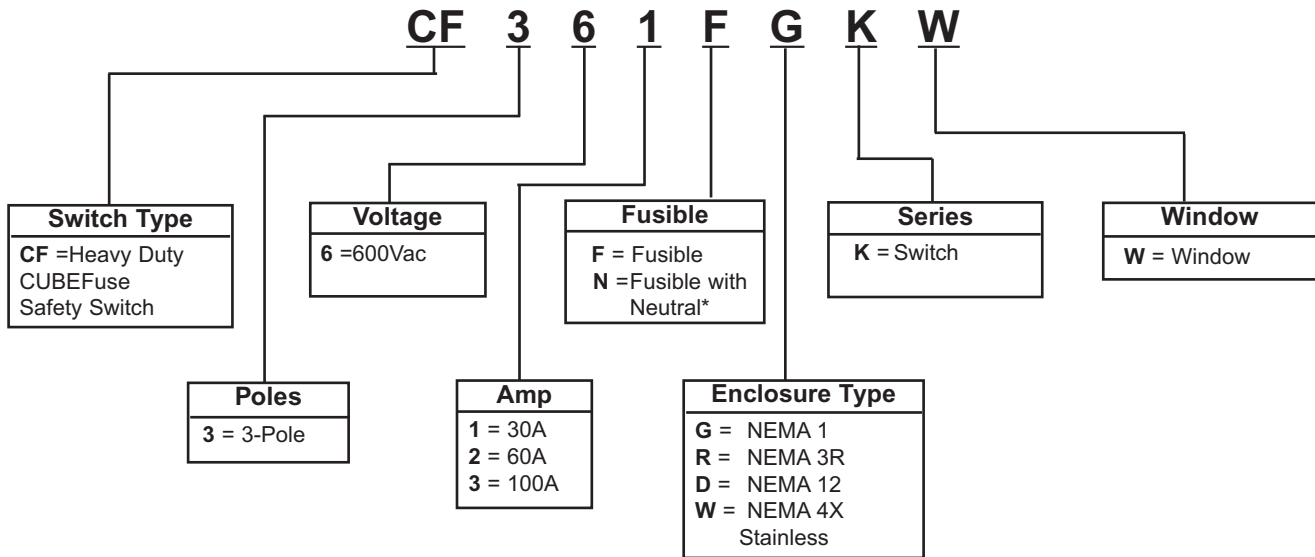 CF 3 6 1 F G K W
Switch Type
CF =Heavy Duty
CUBEFuse
Safety Switch
Voltage
6 =600Vac
Fusible
F = Fusible
N =Fusible with
Neutral*
Series
K = Switch
Window
W = Window
Poles
3 = 3-Pole
Amp
1 = 30A
2 = 60A
3 = 100A
Enclosure Type
G = NEMA 1
R = NEMA 3R
D = NEMA 12
W = NEMA 4X
Stainless